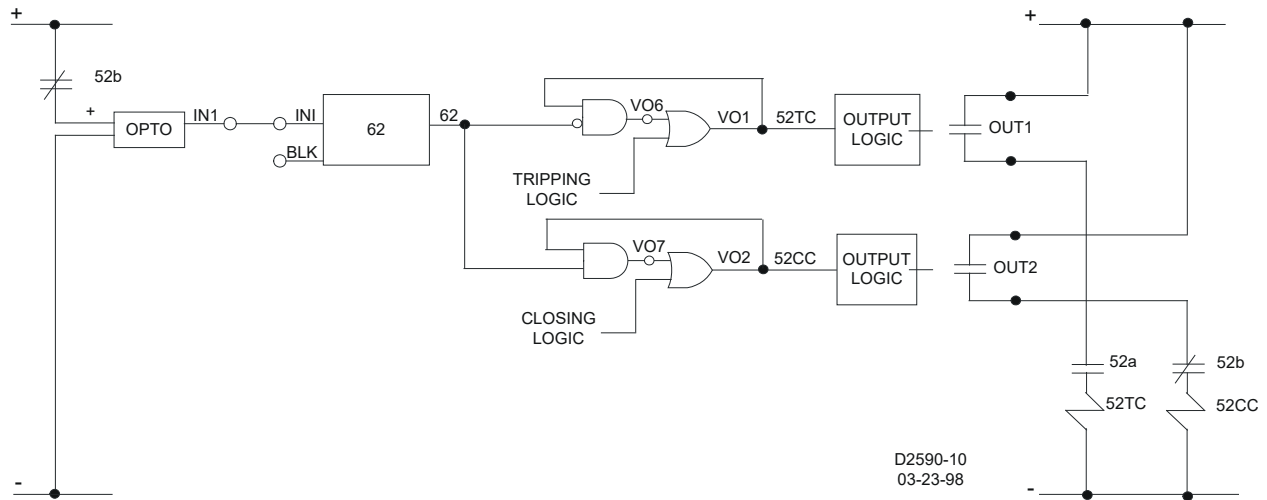 +
+
52b
+
OPTO
IN1
INI
BLK
62
62
VO6
VO1
52TC
OUTPUT
LOGIC
OUT1
TRIPPING
LOGIC
VO7
VO2
52CC
OUTPUT
LOGIC
OUT2
CLOSING
LOGIC
52a
52b
52TC
52CC
D2590-10
03-23-98
-
-